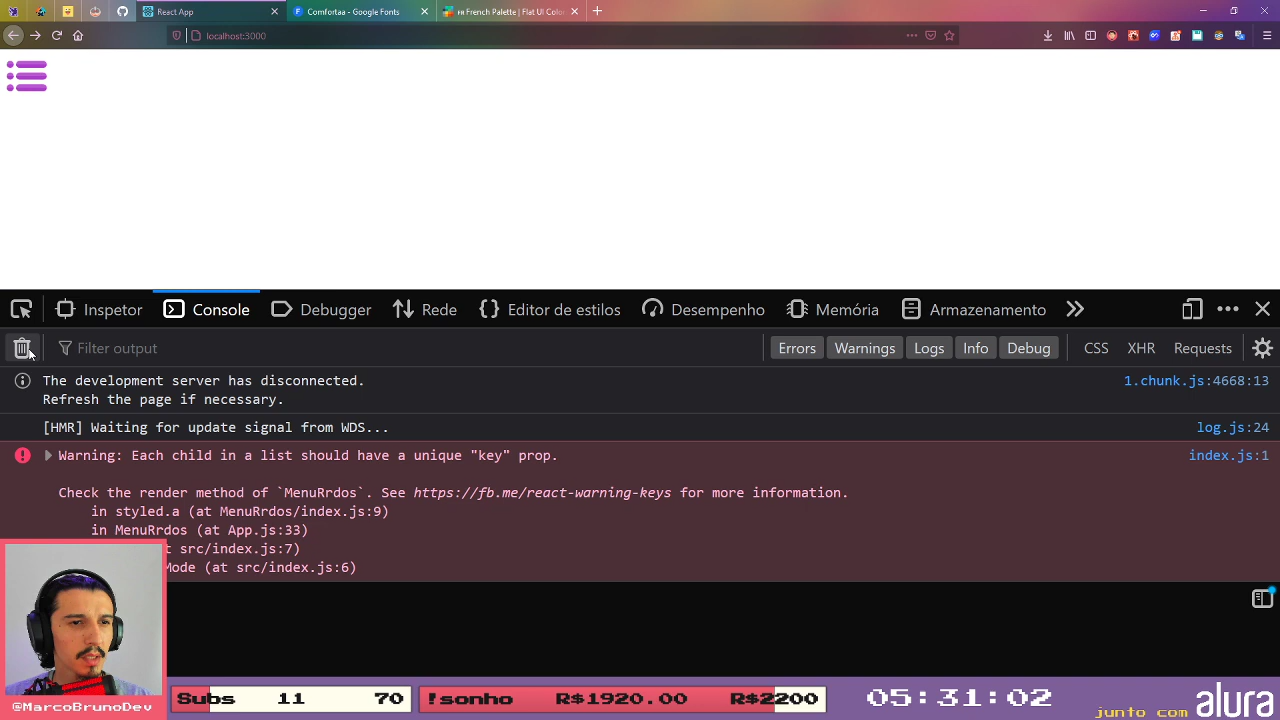 React App
Comfortaa - Google Fonts
FR French Palette | Flat UI Color
localhost:3000
Inspetor
Console
Debugger
Rede
Editor de estilos
Desempenho
Memória
Armazenamento
Filter output
Errors
Warnings
Logs
Info
Debug
CSS
XHR
Requests
The development server has disconnected.
1.chunk.js:4668:13
Refresh the page if necessary.
[HMR] Waiting for update signal from WDS...
log.js:24
Warning: Each child in a list should have a unique "key" prop.
index.js:1
Check the render method of `MenuRrdos`. See https://fb.me/react-warning-keys for more information.
in styled.a (at MenuRrdos/index.js:9)
in MenuRrdos (at App.js:33)
src/index.js:7)
Mode (at src/index.js:6)
@MarcoBrunoDev
Subs 11 70
!sonho R$1920.00 R$2200
05:31:02
junto com alura